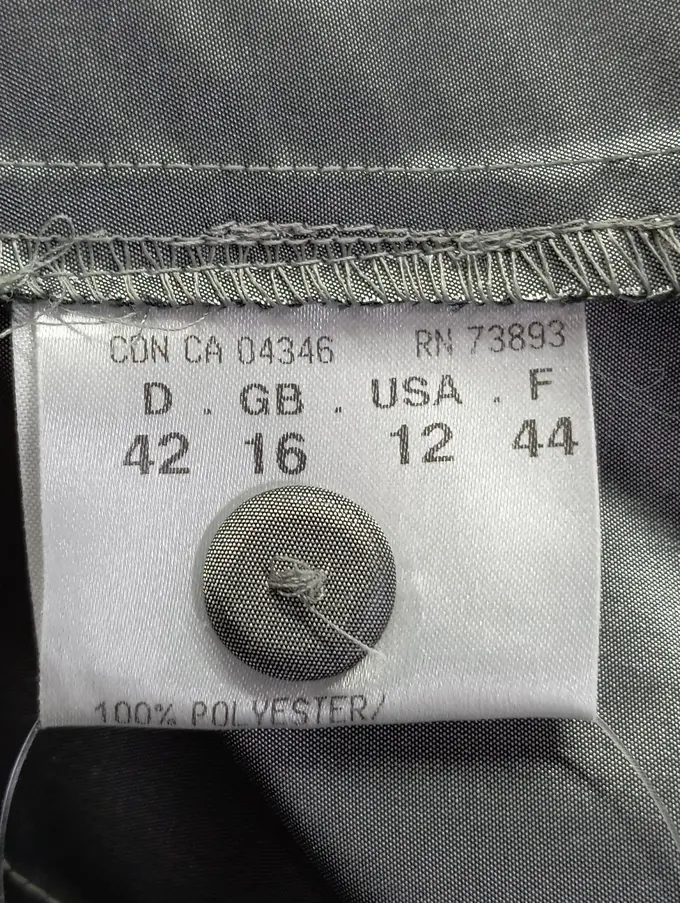 CDN CA 04346 RN 73893
D . GB . USA . F
42 16 12 44
100% POLYESTER/